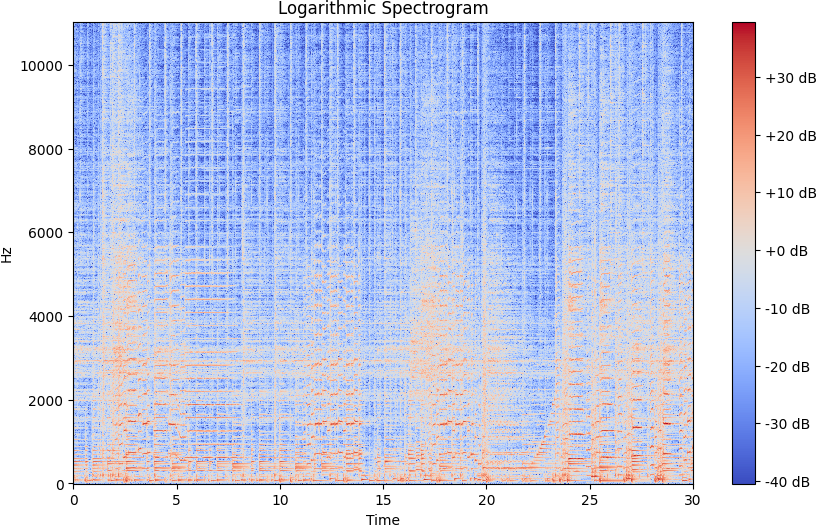 Logarithmic Spectrogram
Hz
10000
8000
6000
4000
2000
0
0 5 10 15 20 25 30
Time
+30 dB
+20 dB
+10 dB
+0 dB
-10 dB
-20 dB
-30 dB
-40 dB